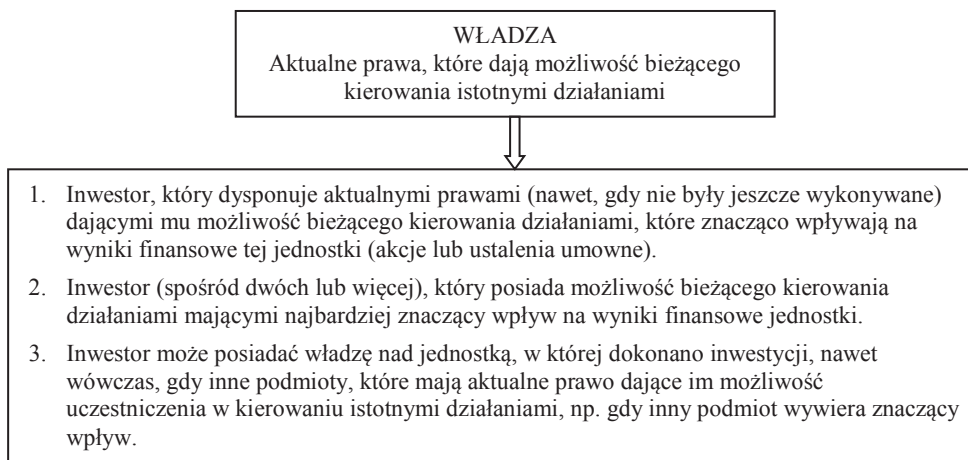 WŁADZA
Aktualne prawa, które dają możliwość bieżącego
kierowania istotnymi działaniami
1. Inwestor, który dysponuje aktualnymi prawami (nawet, gdy nie były jeszcze wykonywane)
dającymi mu możliwość bieżącego kierowania działaniami, które znacząco wpływają na
wyniki finansowe tej jednostki (akcje lub ustalenia umowne).
2. Inwestor (spośród dwóch lub więcej), który posiada możliwość bieżącego kierowania
działaniami mającymi najbardziej znaczący wpływ na wyniki finansowe jednostki.
3. Inwestor może posiadać władzę nad jednostką, w której dokonano inwestycji, nawet
wówczas, gdy inne podmioty, które mają aktualne prawo dające im możliwość
uczestniczenia w kierowaniu istotnymi działaniami, np. gdy inny podmiot wywiera znaczący
wpływ.